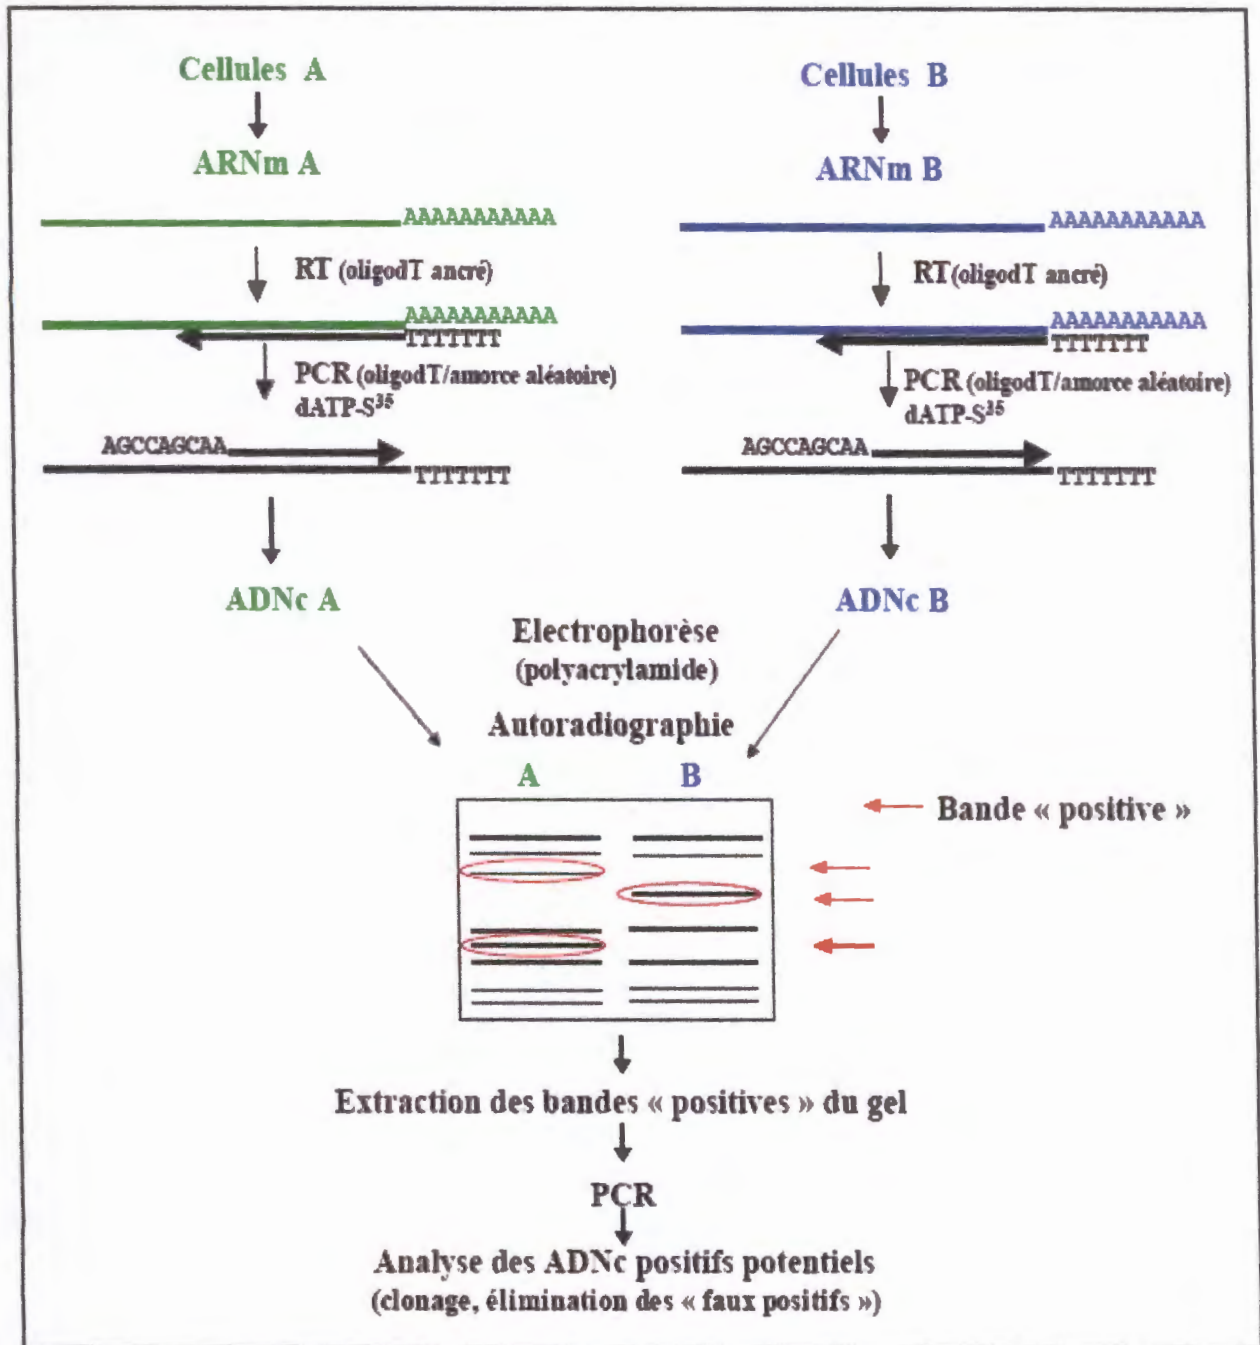 Cellules A
ARNm A
AAAAAAAAAAA
RT (oligodT ancré)
AAAAAAAAAAA
TTTTTTT
PCR (oligodT/amorce aléatoire)
dATP-S³⁵
AGCCAGCAA
TTTTTTT
ADNc A
Cellules B
ARNm B
AAAAAAAAAAA
RT(oligodT ancré)
AAAAAAAAAAA
TTTTTTT
PCR (oligodT/amorce aléatoire)
dATP-S³⁵
AGCCAGCAA
TTTTTTT
ADNc B
Electrophorèse
(polyacrylamide)
Autoradiographie
A B
Bande « positive »
Extraction des bandes « positives » du gel
PCR
Analyse des ADNc positifs potentiels
(clonage, élimination des « faux positifs »)